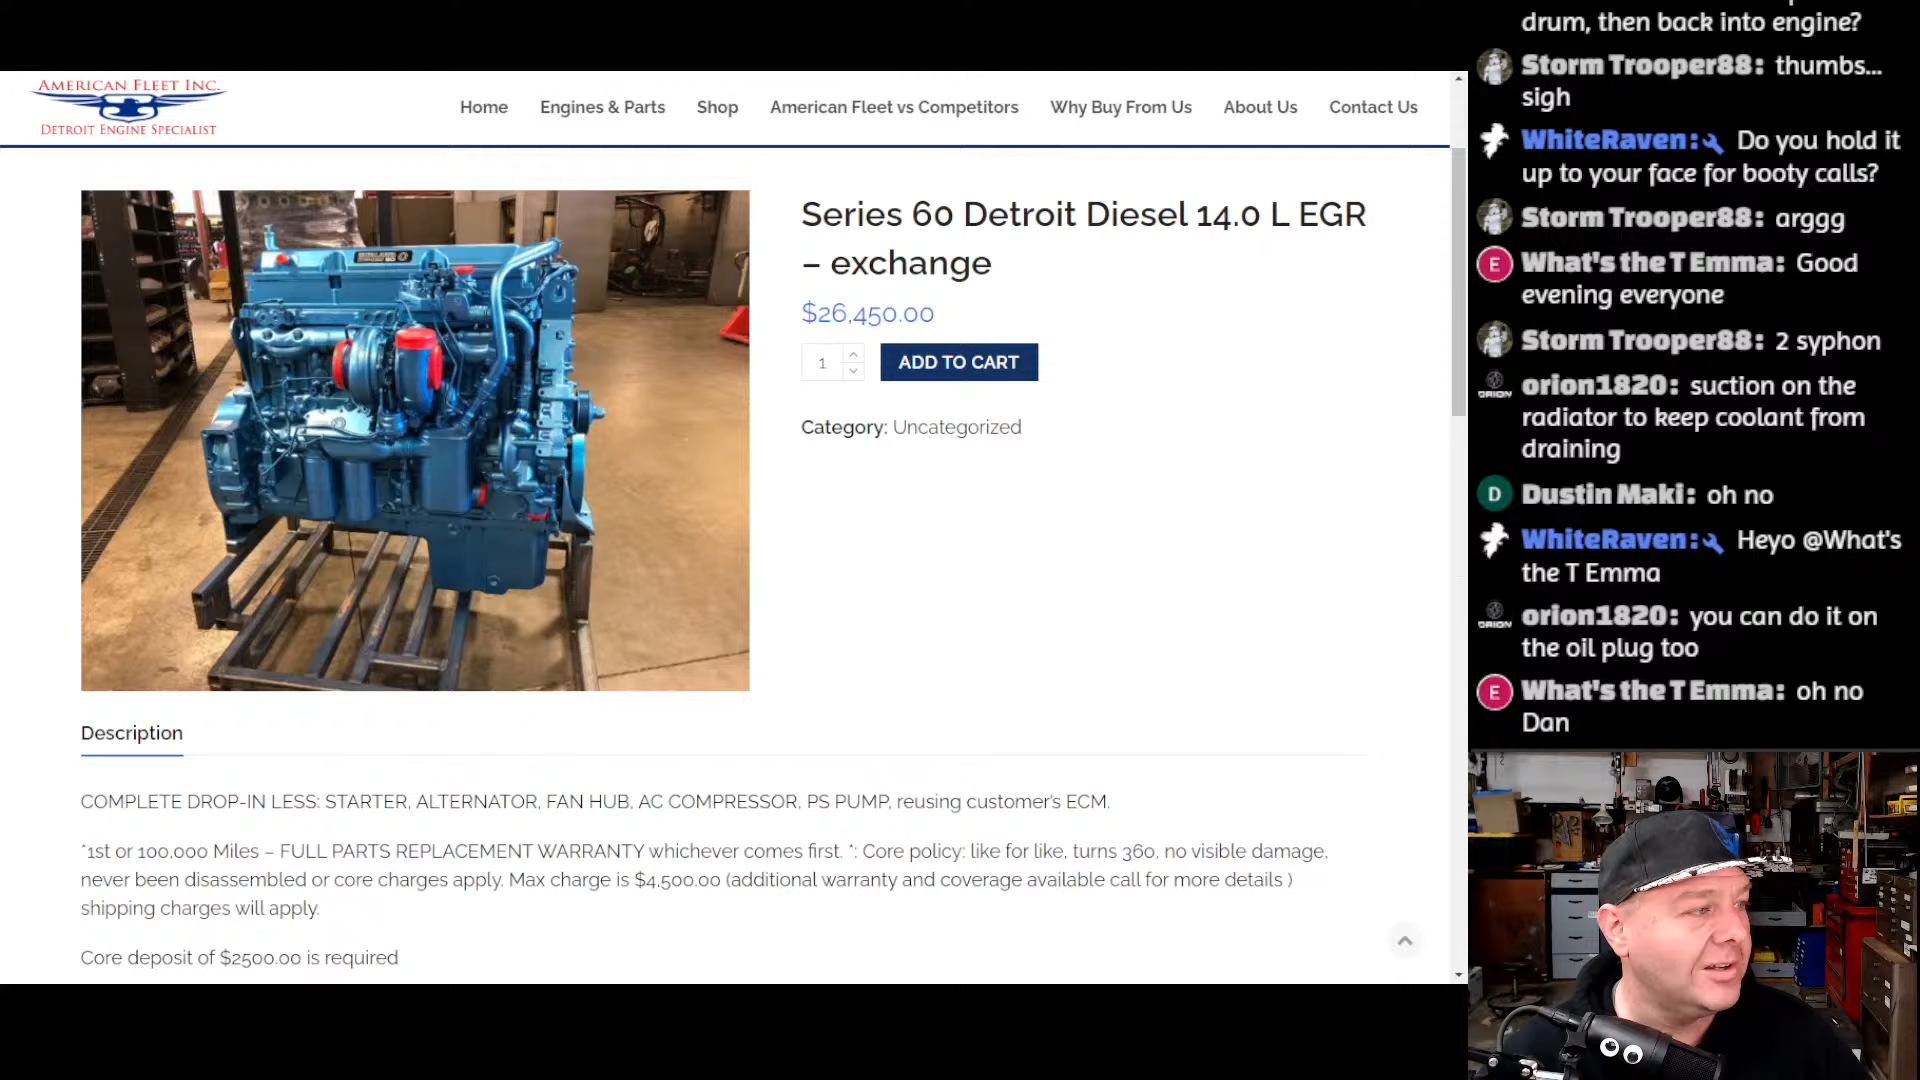 AMERICAN FLEET INC.
DETROIT ENGINE SPECIALIST
Home
Engines & Parts
Shop
American Fleet vs Competitors
Why Buy From Us
About Us
Contact Us
Series 60 Detroit Diesel 14.0 L EGR
– exchange
$26,450.00
1
ADD TO CART
Category: Uncategorized
Description
COMPLETE DROP-IN LESS: STARTER, ALTERNATOR, FAN HUB, AC COMPRESSOR, PS PUMP, reusing customer's ECM.
*1st or 100,000 Miles – FULL PARTS REPLACEMENT WARRANTY whichever comes first. *: Core policy: like for like, turns 360, no visible damage,
never been disassembled or core charges apply. Max charge is $4,500.00 (additional warranty and coverage available call for more details )
shipping charges will apply.
Core deposit of $2500.00 is required
drum, then back into engine?
Storm Trooper88: thumbs...
sigh
WhiteRaven: Do you hold it
up to your face for booty calls?
Storm Trooper88: arggg
E What's the T Emma: Good
evening everyone
Storm Trooper88: 2 syphon
orion1820: suction on the
radiator to keep coolant from
draining
D Dustin Maki: oh no
WhiteRaven: Heyo @What's
the T Emma
orion1820: you can do it on
the oil plug too
E What's the T Emma: oh no
Dan